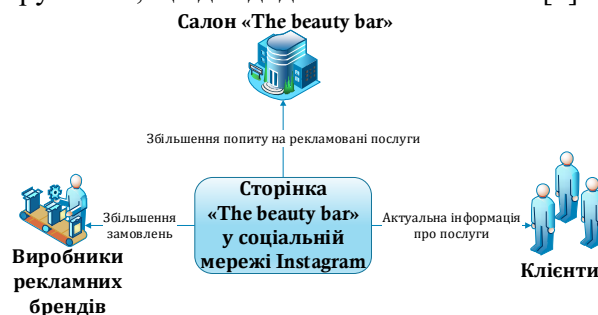 Салон «The beauty bar»
Збільшення попиту на рекламовані послуги
Сторінка
«The beauty bar»
у соціальній
мережі Instagram
Збільшення
замовлень
Актуальна інформація
про послуги
Виробники
рекламних
брендів
Клієнти